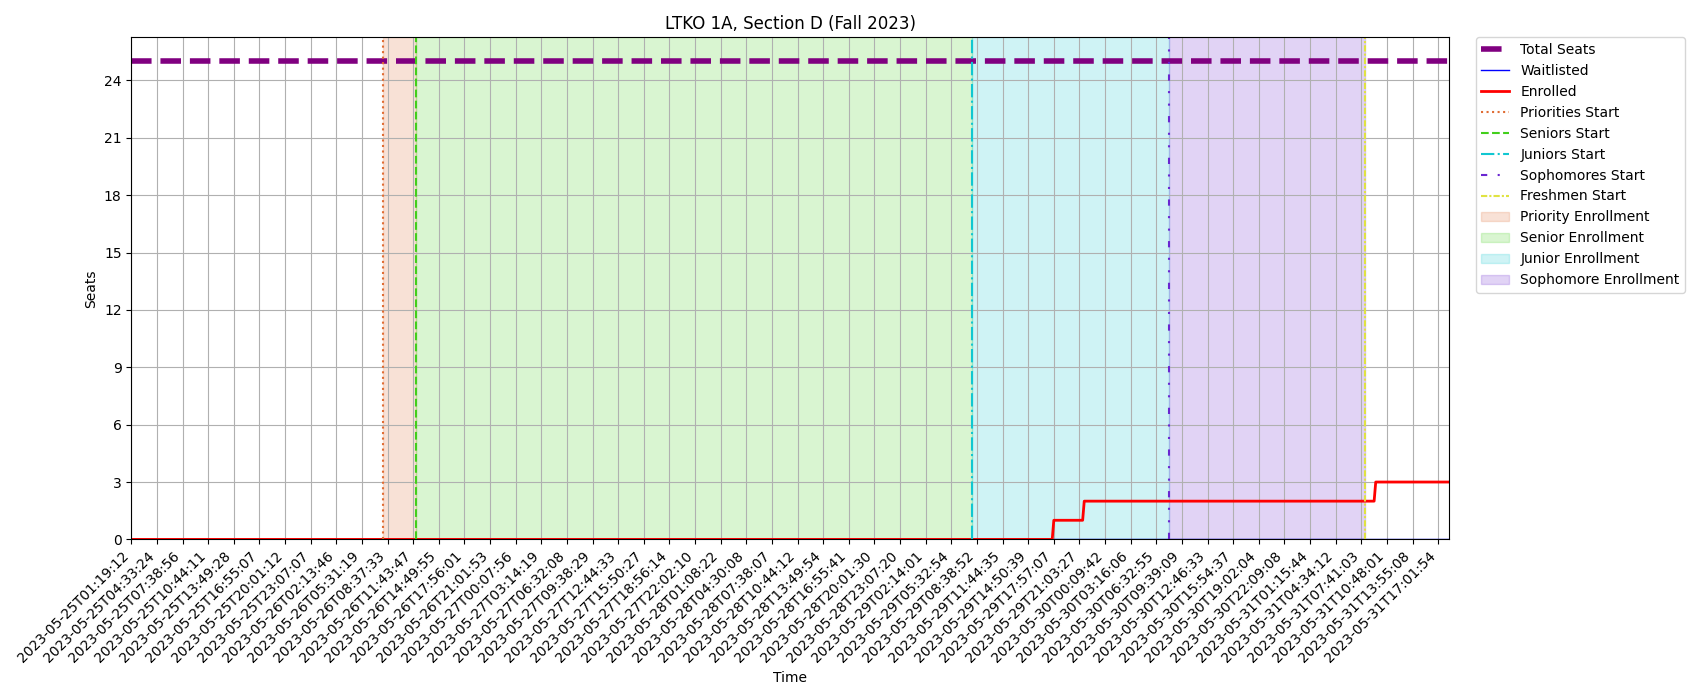 LTKO 1A, Section D (Fall 2023)
Total Seats
Waitlisted
Enrolled
Priorities Start
Seniors Start
Juniors Start
Sophomores Start
Freshmen Start
Priority Enrollment
Senior Enrollment
Junior Enrollment
Sophomore Enrollment
Seats
24
21
18
15
12
9
6
3
0
2023-05-25T01:19:12
2023-05-25T04:33:24
2023-05-25T07:38:56
2023-05-25T10:44:11
2023-05-25T13:49:28
2023-05-25T16:55:07
2023-05-25T20:01:12
2023-05-25T23:07:07
2023-05-26T02:13:46
2023-05-26T05:31:19
2023-05-26T08:37:33
2023-05-26T11:43:47
2023-05-26T14:49:55
2023-05-26T17:56:01
2023-05-26T21:01:53
2023-05-27T00:07:56
2023-05-27T03:14:19
2023-05-27T06:32:08
2023-05-27T09:38:29
2023-05-27T12:44:33
2023-05-27T15:50:27
2023-05-27T18:56:14
2023-05-27T22:02:10
2023-05-28T01:08:22
2023-05-28T04:30:08
2023-05-28T07:38:07
2023-05-28T10:44:12
2023-05-28T13:49:54
2023-05-28T16:55:41
2023-05-28T20:01:30
2023-05-28T23:07:20
2023-05-29T02:14:01
2023-05-29T05:32:54
2023-05-29T08:38:52
2023-05-29T11:44:35
2023-05-29T14:50:39
2023-05-29T17:57:07
2023-05-29T21:03:27
2023-05-30T00:09:42
2023-05-30T03:16:06
2023-05-30T06:32:55
2023-05-30T09:39:09
2023-05-30T12:46:33
2023-05-30T15:54:37
2023-05-30T19:02:04
2023-05-30T22:09:08
2023-05-31T01:15:44
2023-05-31T04:34:12
2023-05-31T07:41:03
2023-05-31T10:48:01
2023-05-31T13:55:08
2023-05-31T17:01:54
Time